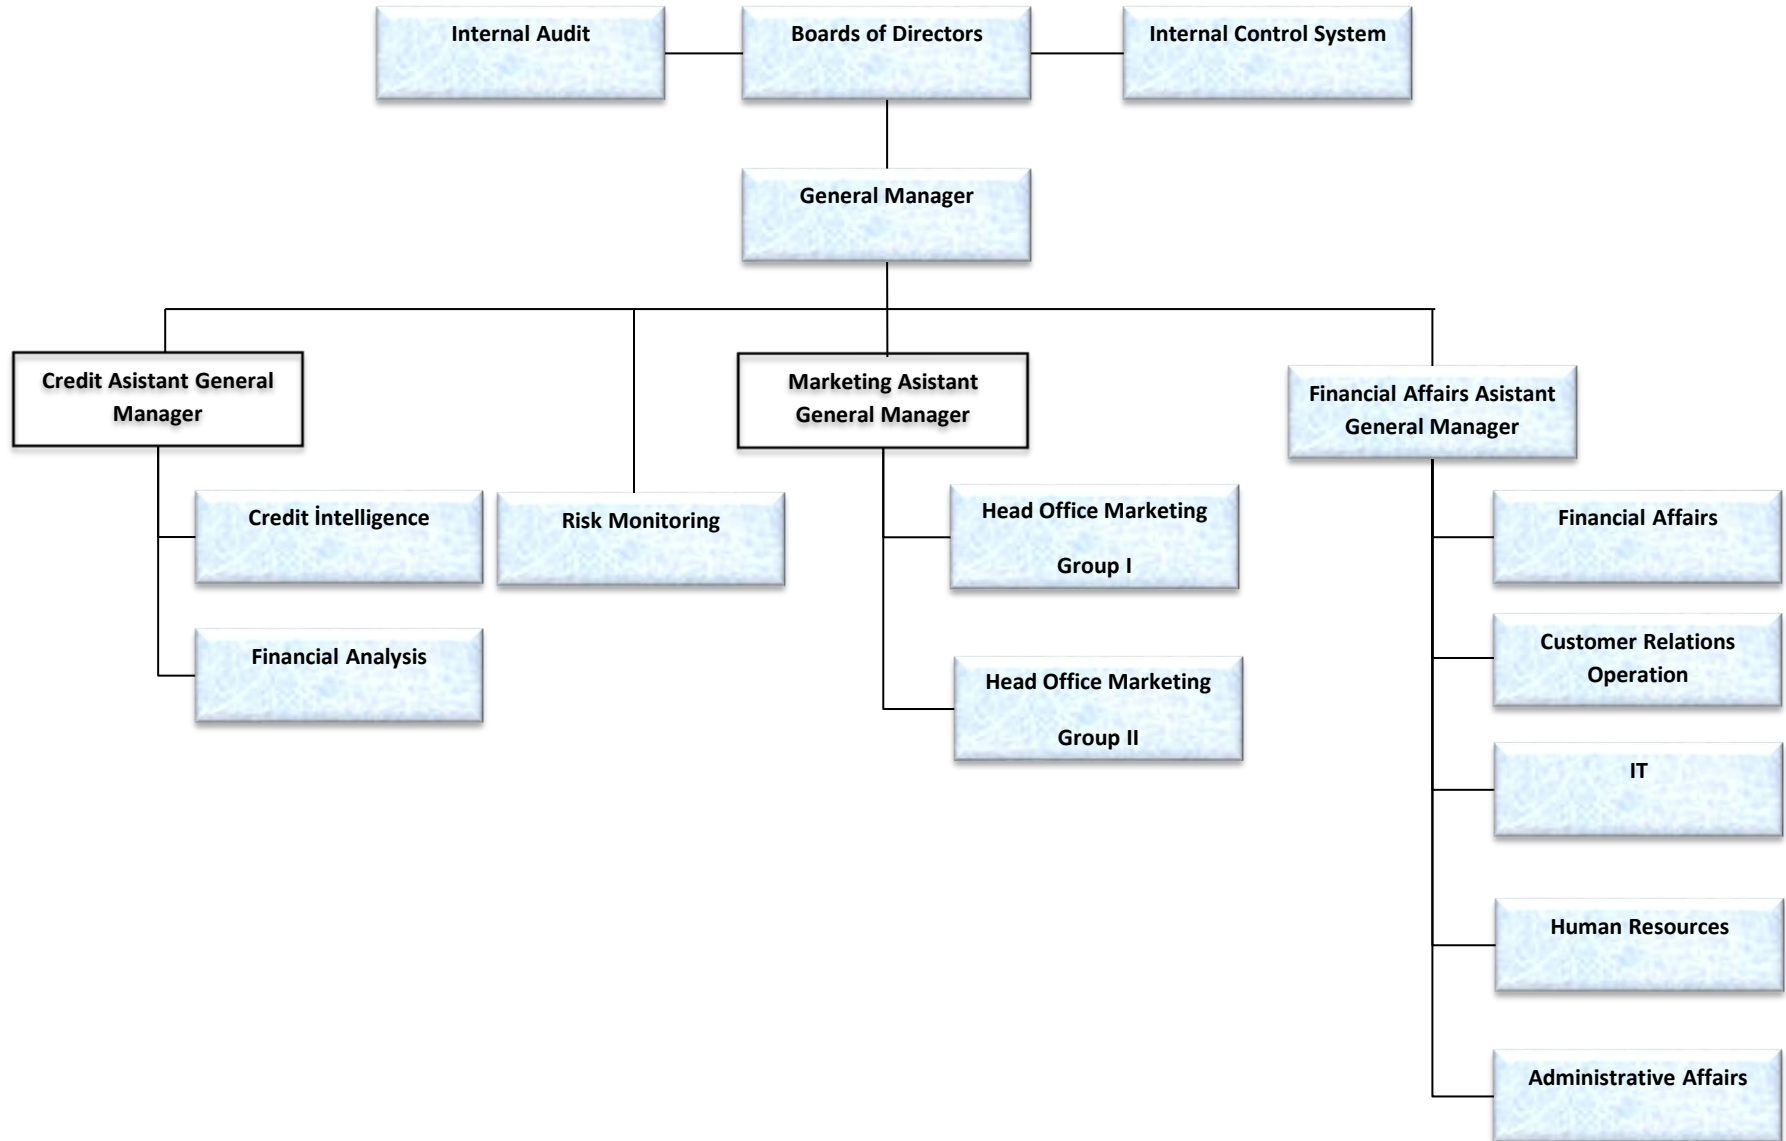 Internal Audit
Boards of Directors
Internal Control System
General Manager
Credit Asistant General
Manager
Marketing Asistant
General Manager
Financial Affairs Asistant
General Manager
Credit İntelligence
Risk Monitoring
Head Office Marketing
Group I
Financial Affairs
Financial Analysis
Head Office Marketing
Group II
Customer Relations
Operation
IT
Human Resources
Administrative Affairs